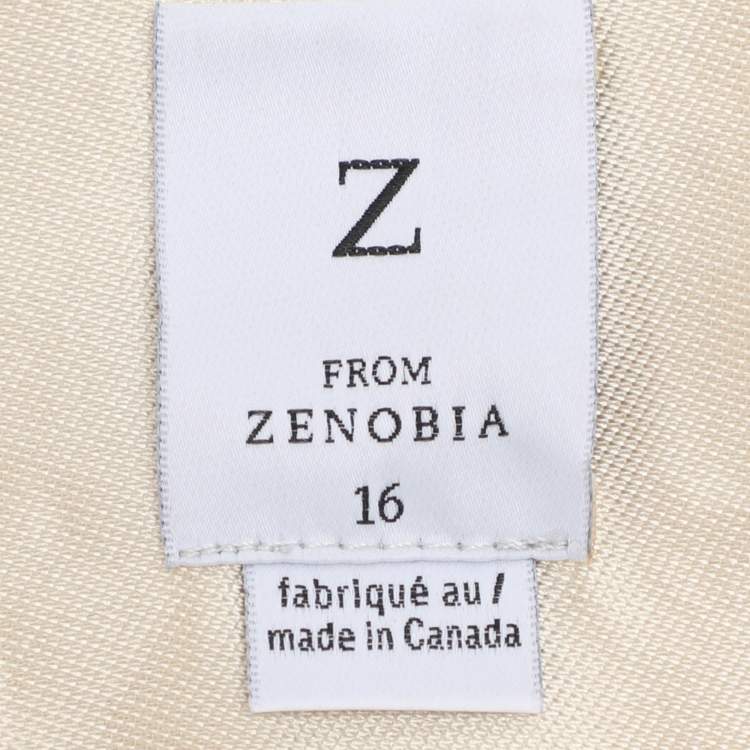 Z
FROM
ZENOBIA
16
fabriqué au /
made in Canada